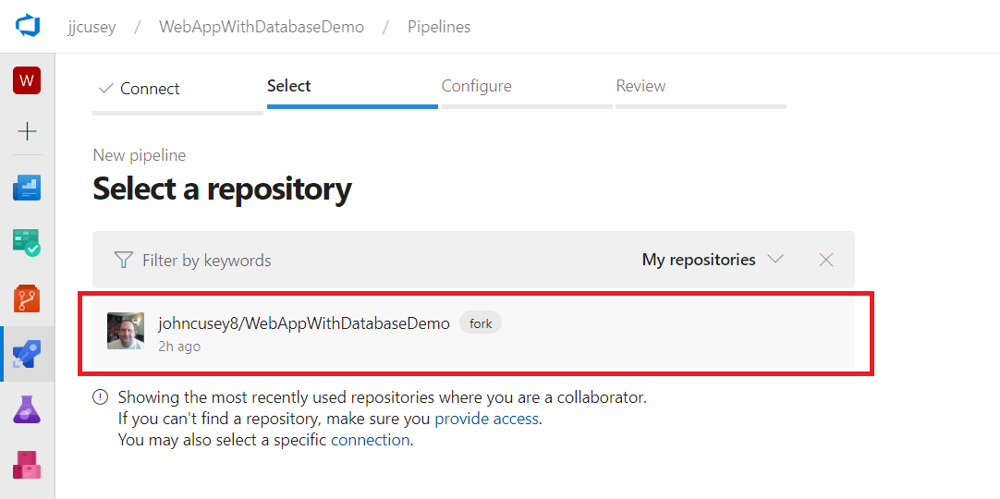 jjcusey / WebAppWithDatabaseDemo / Pipelines
W
Connect
Select
Configure
Review
New pipeline
Select a repository
Filter by keywords
My repositories
johncusey8/WebAppWithDatabaseDemo fork
2h ago
Showing the most recently used repositories where you are a collaborator.
If you can't find a repository, make sure you provide access.
You may also select a specific connection.